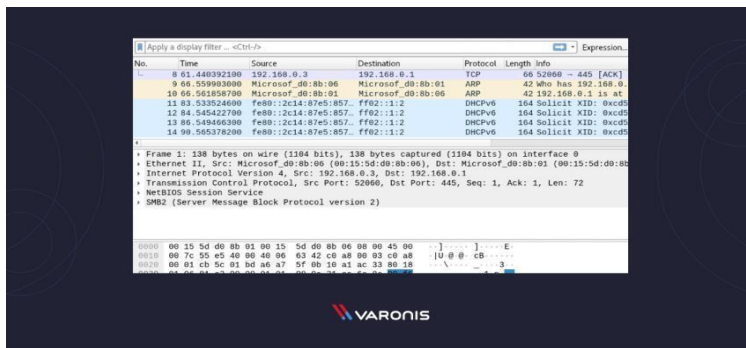 Apply a display filter ... <Ctrl-/>
Expression...
No. Time Source Destination Protocol Length Info
8 61.440392100 192.168.0.3 192.168.0.1 TCP 66 52060 → 445 [ACK]
9 66.559903000 Microsof_d0:8b:06 Microsof_d0:8b:01 ARP 42 Who has 192.168.0.
10 66.561858700 Microsof_d0:8b:01 Microsof_d0:8b:06 ARP 42 192.168.0.1 is at
11 83.533524600 fe80::2c14:87e5:857… ff02::1:2 DHCPv6 164 Solicit XID: 0xcd5
12 84.545422700 fe80::2c14:87e5:857… ff02::1:2 DHCPv6 164 Solicit XID: 0xcd5
13 86.549466300 fe80::2c14:87e5:857… ff02::1:2 DHCPv6 164 Solicit XID: 0xcd5
14 90.565378200 fe80::2c14:87e5:857… ff02::1:2 DHCPv6 164 Solicit XID: 0xcd5
Frame 1: 138 bytes on wire (1104 bits), 138 bytes captured (1104 bits) on interface 0
Ethernet II, Src: Microsof_d0:8b:06 (00:15:5d:d0:8b:06), Dst: Microsof_d0:8b:01 (00:15:5d:d0:8b
Internet Protocol Version 4, Src: 192.168.0.3, Dst: 192.168.0.1
Transmission Control Protocol, Src Port: 52060, Dst Port: 445, Seq: 1, Ack: 1, Len: 72
NetBIOS Session Service
SMB2 (Server Message Block Protocol version 2)
0000 00 15 5d d0 8b 01 00 15 5d d0 8b 06 08 00 45 00 ··]····· ]·····E·
0010 00 7c 55 e5 40 00 40 06 63 42 c0 a8 00 03 c0 a8 ·|U·@·@· cB······
0020 00 01 cb 5c 01 bd a6 a7 5f 0b 10 a1 ac 33 80 18 ···\···· _····3··
VARONIS